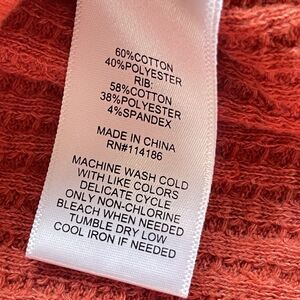 60%COTTON
40%POLYESTER
RIB:
58%COTTON
38%POLYESTER
4%SPANDEX
MADE IN CHINA
RN#114186
MACHINE WASH COLD
WITH LIKE COLORS
DELICATE CYCLE
ONLY NON-CHLORINE
BLEACH WHEN NEEDED
TUMBLE DRY LOW
COOL IRON IF NEEDED